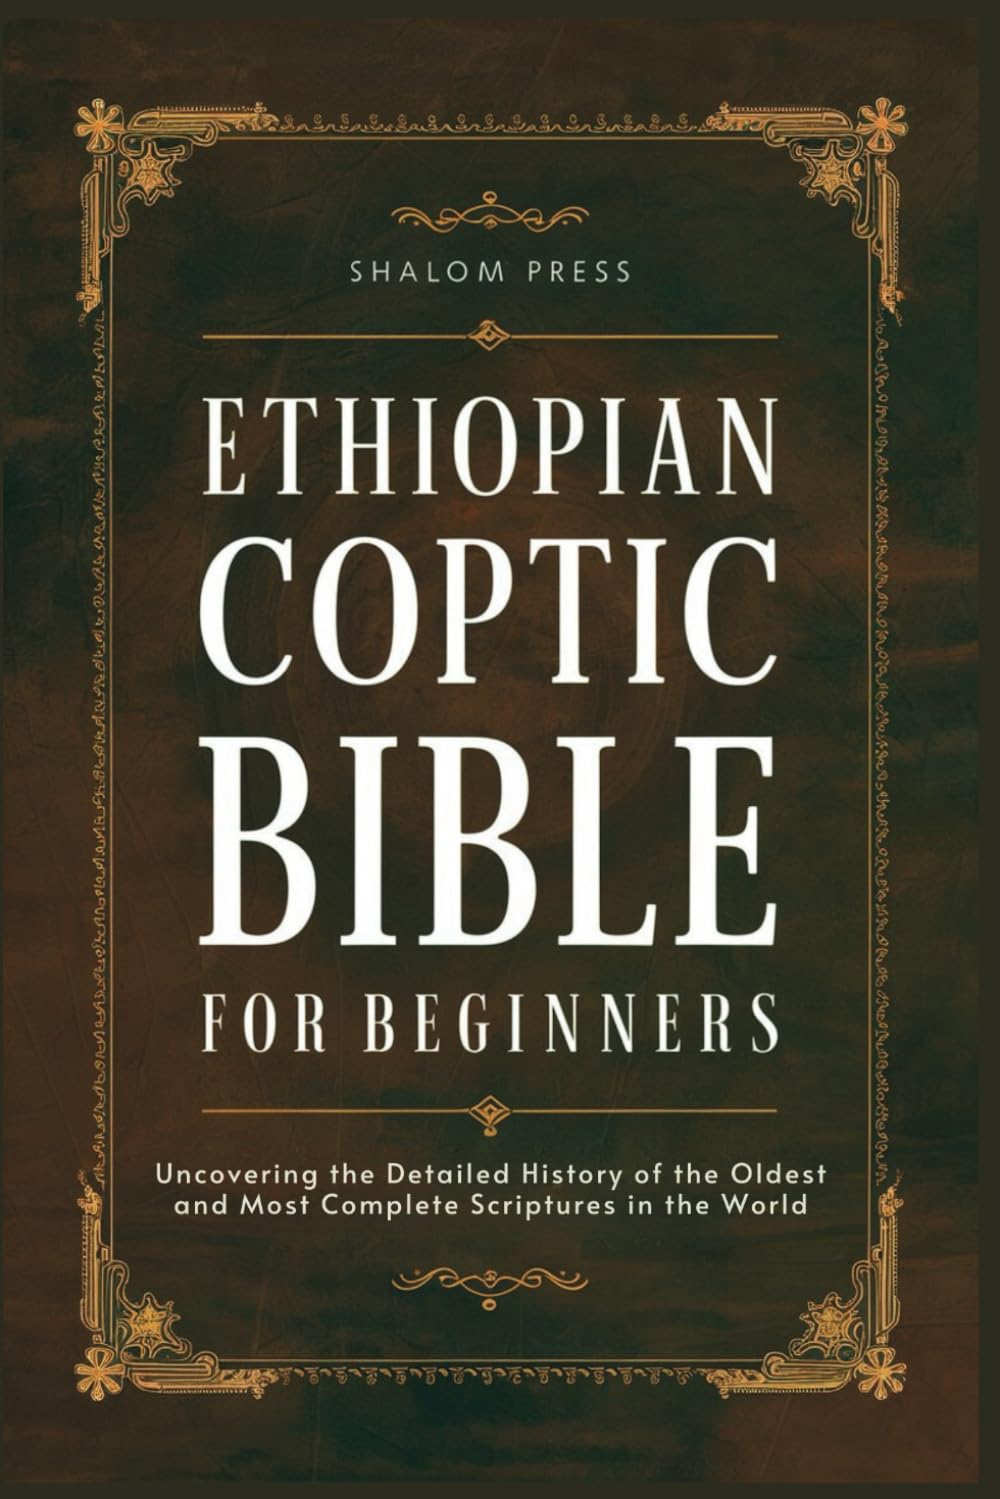 SHALOM PRESS
ETHIOPIAN
COPTIC
BIBLE
FOR BEGINNERS
Uncovering the Detailed History of the Oldest
and Most Complete Scriptures in the World